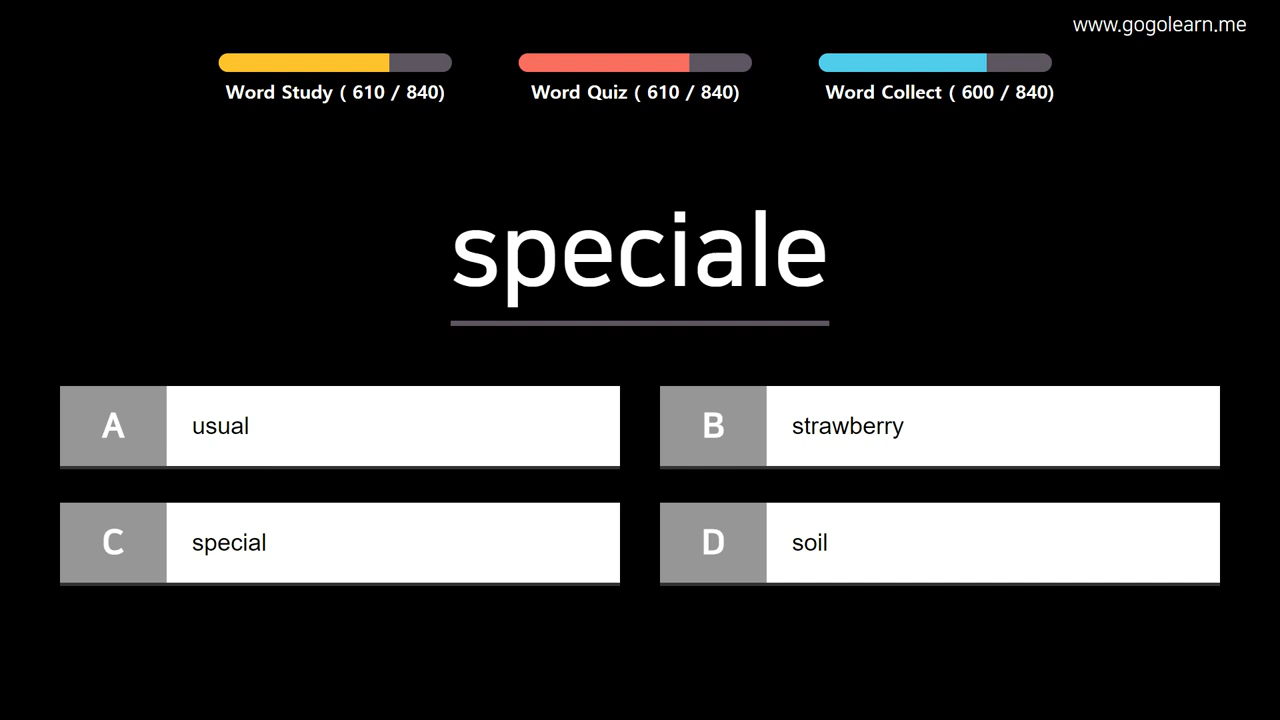 www.gogolearn.me
Word Study ( 610 / 840)
Word Quiz ( 610 / 840)
Word Collect ( 600 / 840)
speciale
A usual
B strawberry
C special
D soil